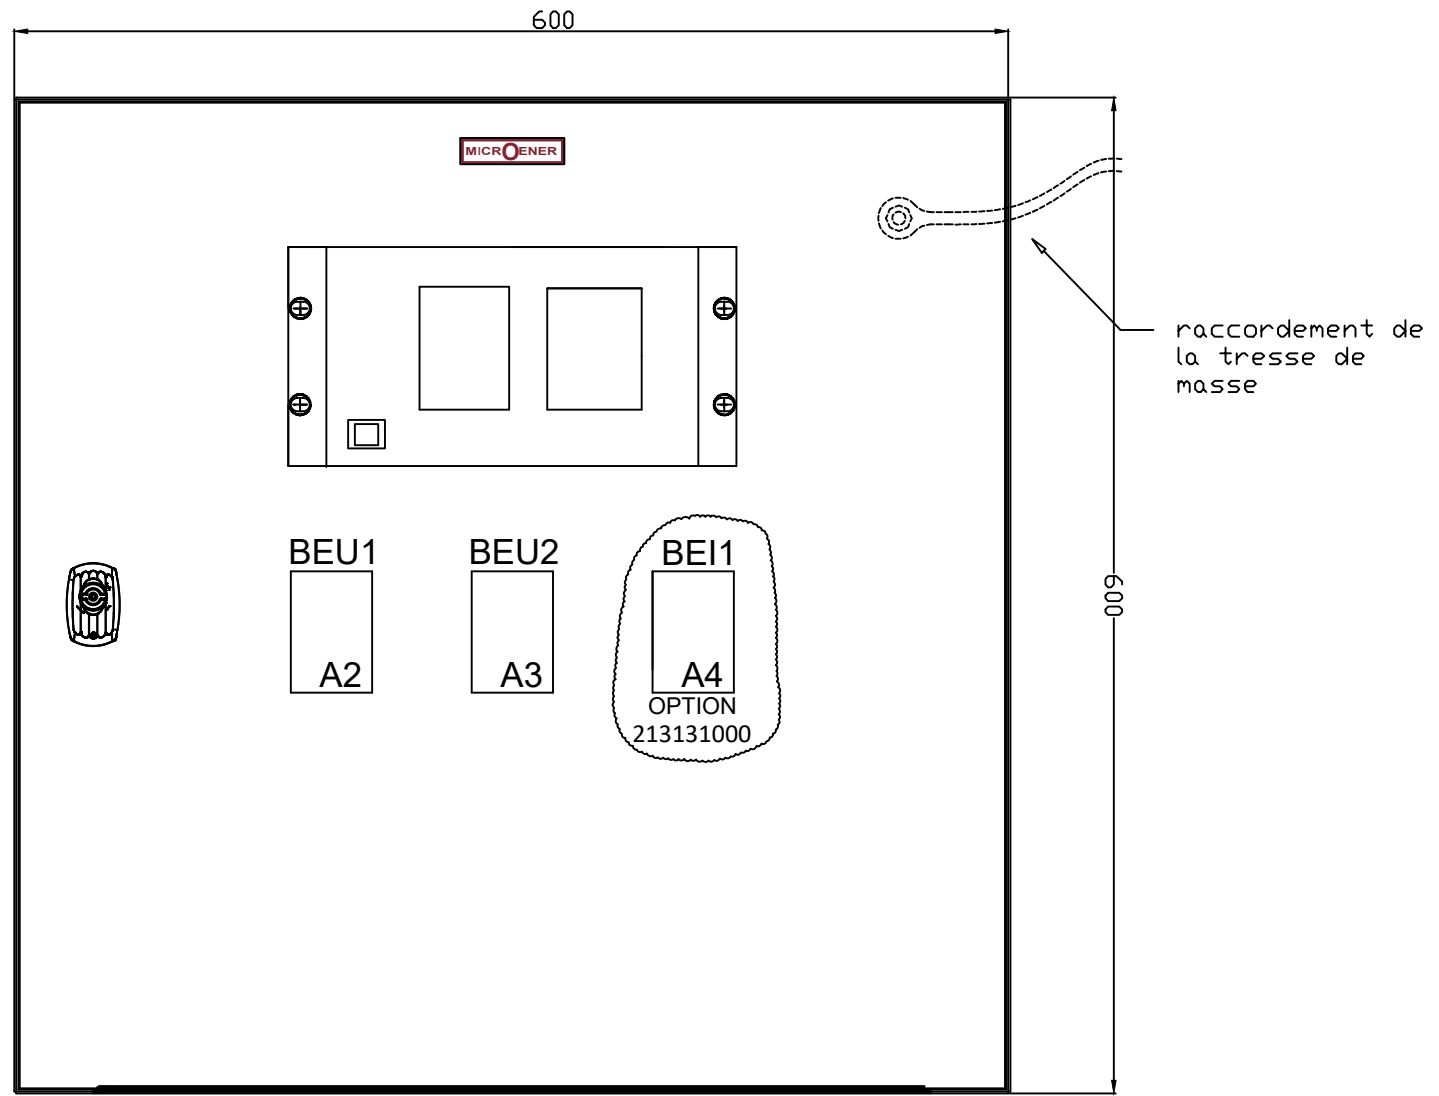 600
MICROENER
raccordement de
la tresse de
masse
BEU1
BEU2
BEI1
600
A2
A3
A4
OPTION
213131000